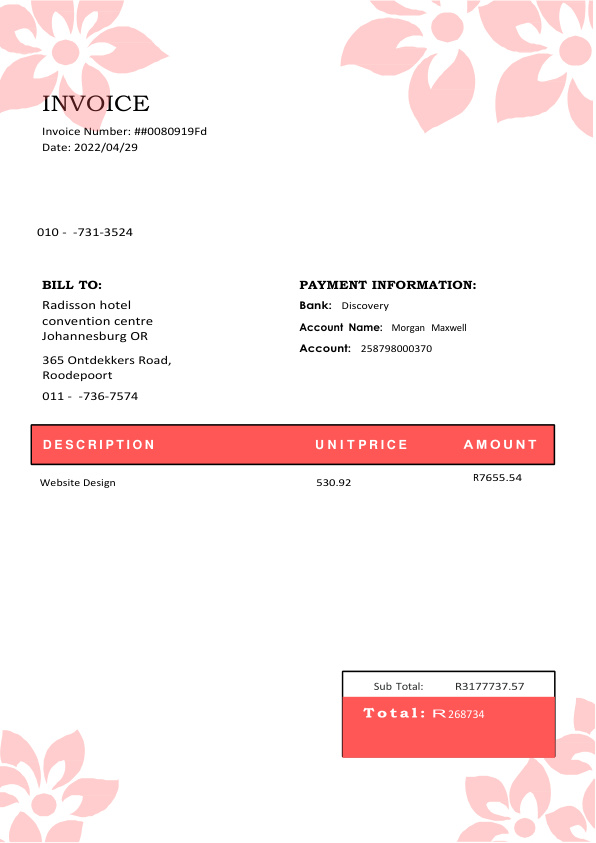 INVOICE
Invoice Number: ##0080919Fd
Date: 2022/04/29
010 -  -731-3524
BILL TO:
Radisson hotel
convention centre
Johannesburg OR
365 Ontdekkers Road,
Roodepoort
011 -  -736-7574
PAYMENT INFORMATION:
Bank: Discovery
Account Name: Morgan Maxwell
Account: 258798000370
DESCRIPTION UNITPRICE AMOUNT
Website Design 530.92 R7655.54
Sub Total: R3177737.57
Total: R268734